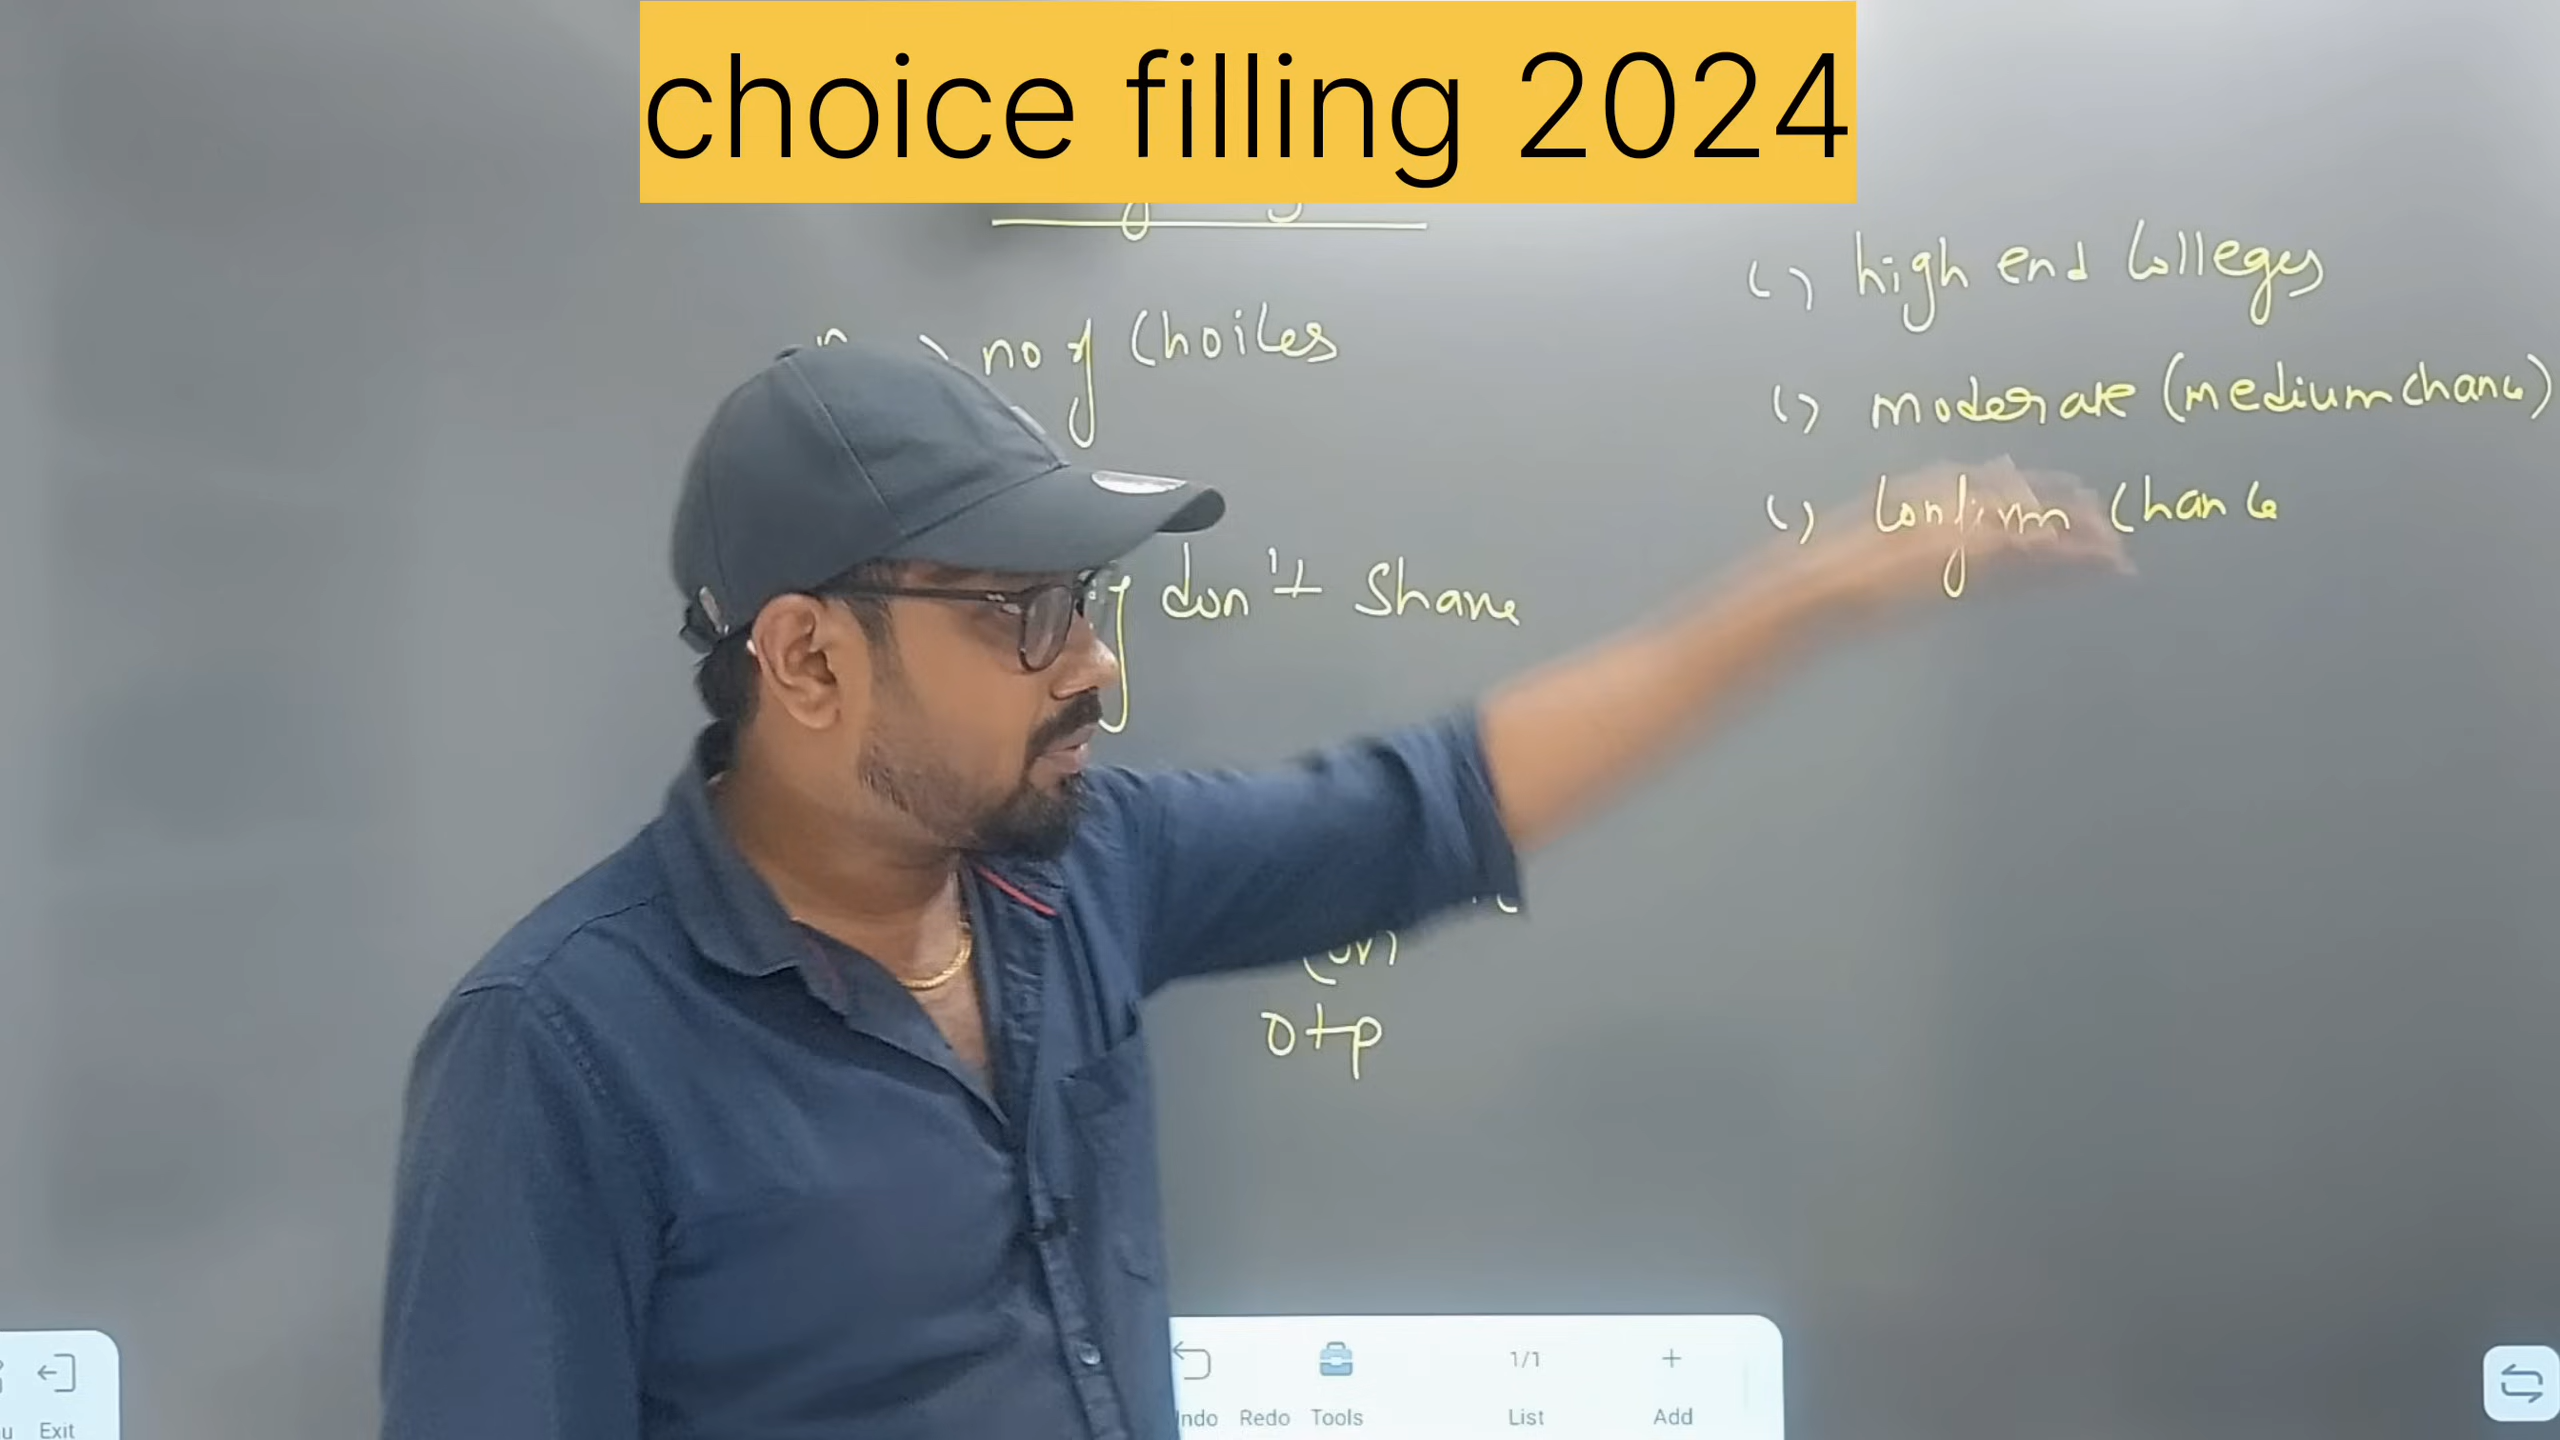 choice filling 2024
no of choices
don't share
otp
() high end colleges
() moderate (medium chance)
() confirm chance
Exit
Undo Redo Tools 1/1 List + Add